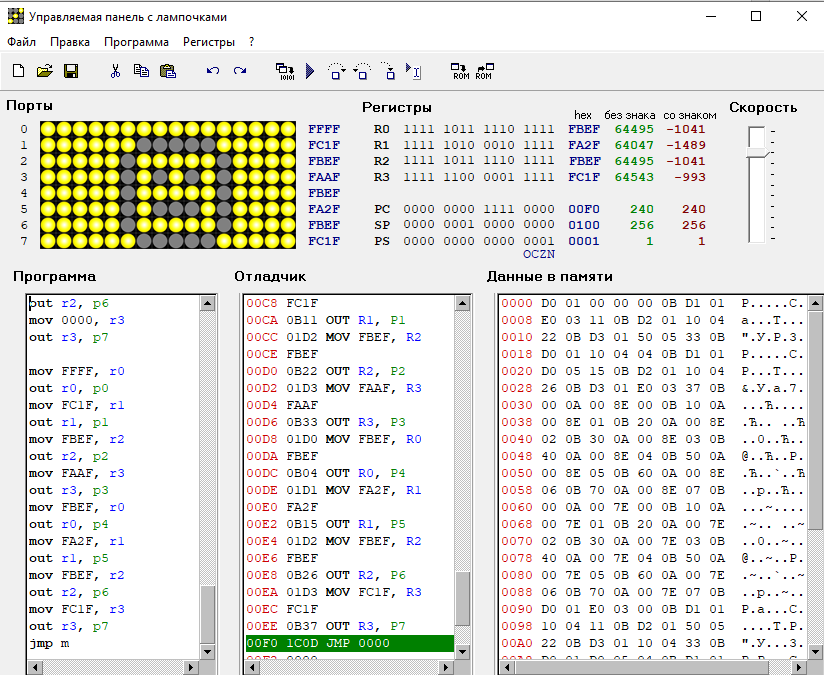 Управляемая панель с лампочками
Файл Правка Программа Регистры ?
Порты
0 FFFF
1 FC1F
2 FBEF
3 FAAF
4 FBEF
5 FA2F
6 FBEF
7 FC1F
Регистры
hex без знака со знаком
R0 1111 1011 1110 1111 FBEF 64495 -1041
R1 1111 1010 0010 1111 FA2F 64047 -1489
R2 1111 1011 1110 1111 FBEF 64495 -1041
R3 1111 1100 0001 1111 FC1F 64543 -993
PC 0000 0000 1111 0000 00F0 240 240
SP 0000 0001 0000 0000 0100 256 256
PS 0000 0000 0000 0001 0001 1 1
OCZN
Скорость
Программа
out r2, p6
mov 0000, r3
out r3, p7
mov FFFF, r0
out r0, p0
mov FC1F, r1
out r1, p1
mov FBEF, r2
out r2, p2
mov FAAF, r3
out r3, p3
mov FBEF, r0
out r0, p4
mov FA2F, r1
out r1, p5
mov FBEF, r2
out r2, p6
mov FC1F, r3
out r3, p7
jmp m
Отладчик
00C8 FC1F
00CA 0B11 OUT R1, P1
00CC 01D2 MOV FBEF, R2
00CE FBEF
00D0 0B22 OUT R2, P2
00D2 01D3 MOV FAAF, R3
00D4 FAAF
00D6 0B33 OUT R3, P3
00D8 01D0 MOV FBEF, R0
00DA FBEF
00DC 0B04 OUT R0, P4
00DE 01D1 MOV FA2F, R1
00E0 FA2F
00E2 0B15 OUT R1, P5
00E4 01D2 MOV FBEF, R2
00E6 FBEF
00E8 0B26 OUT R2, P6
00EA 01D3 MOV FC1F, R3
00EC FC1F
00EE 0B37 OUT R3, P7
00F0 1C0D JMP 0000
Данные в памяти
0000 D0 01 00 00 00 0B D1 01 Р.....С.
0008 E0 03 11 0B D2 01 10 04 а...Т...
0010 22 0B D3 01 50 05 33 0B ".У.P.3.
0018 D0 01 10 04 04 0B D1 01 Р.....С.
0020 D0 05 15 0B D2 01 10 04 Р...Т...
0028 26 0B D3 01 E0 03 37 0B &.У.а.7.
0030 00 0A 00 8E 00 0B 10 0A ...Ћ....
0038 00 8E 01 0B 20 0A 00 8E .Ћ.. ..Ћ
0040 02 0B 30 0A 00 8E 03 0B ..0..Ћ..
0048 40 0A 00 8E 04 0B 50 0A @..Ћ..P.
0050 00 8E 05 0B 60 0A 00 8E .Ћ..`..Ћ
0058 06 0B 70 0A 00 8E 07 0B ..p..Ћ..
0060 00 0A 00 7E 00 0B 10 0A ...~....
0068 00 7E 01 0B 20 0A 00 7E .~.. ..~
0070 02 0B 30 0A 00 7E 03 0B ..0..~..
0078 40 0A 00 7E 04 0B 50 0A @..~..P.
0080 00 7E 05 0B 60 0A 00 7E .~..`..~
0088 06 0B 70 0A 00 7E 07 0B ..p..~..
0090 D0 01 E0 03 00 0B D1 01 Р.а...С.
0098 10 04 11 0B D2 01 50 05 ....Т.P.
00A0 22 0B D3 01 10 04 33 0B ".У...3.